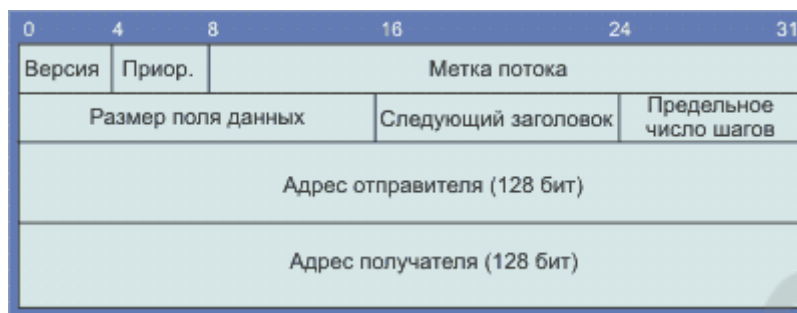 0 4 8 16 24 31
Версия Приор. Метка потока
Размер поля данных Следующий заголовок Предельное
число шагов
Адрес отправителя (128 бит)
Адрес получателя (128 бит)